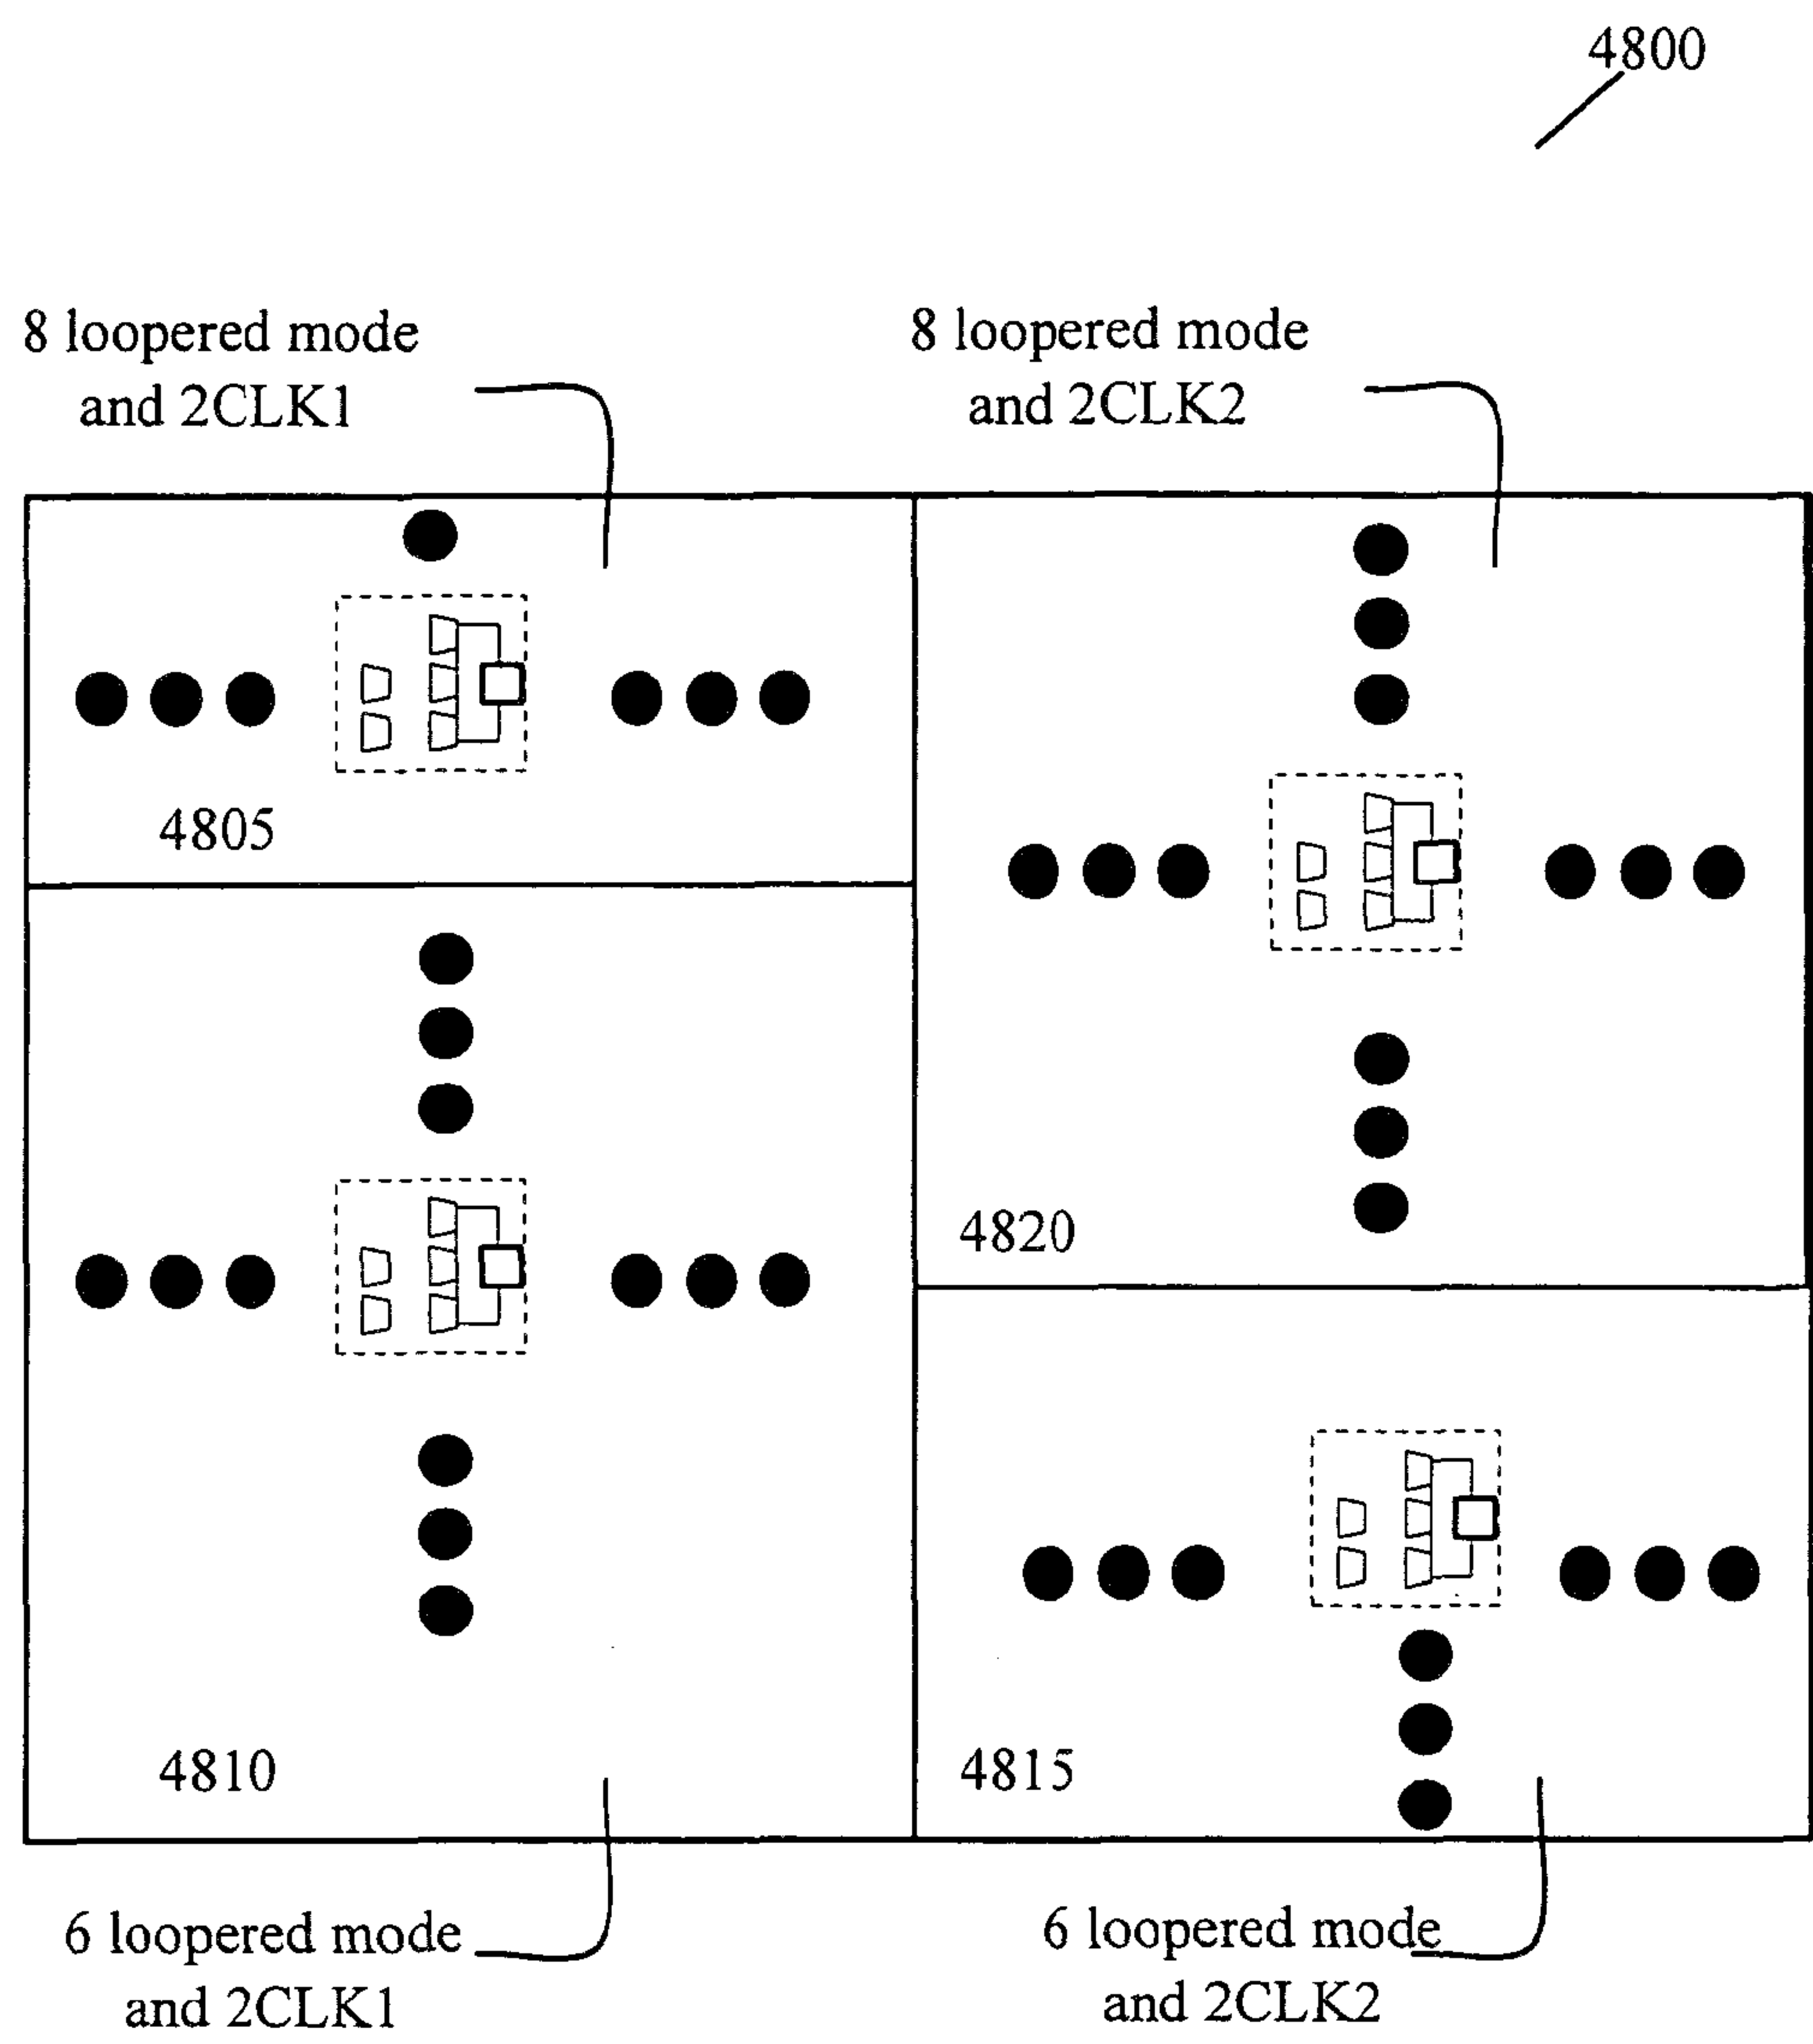 4800
8 loopered mode
and 2CLK1
8 loopered mode
and 2CLK2
4805
4820
4810
4815
6 loopered mode
and 2CLK1
6 loopered mode
and 2CLK2